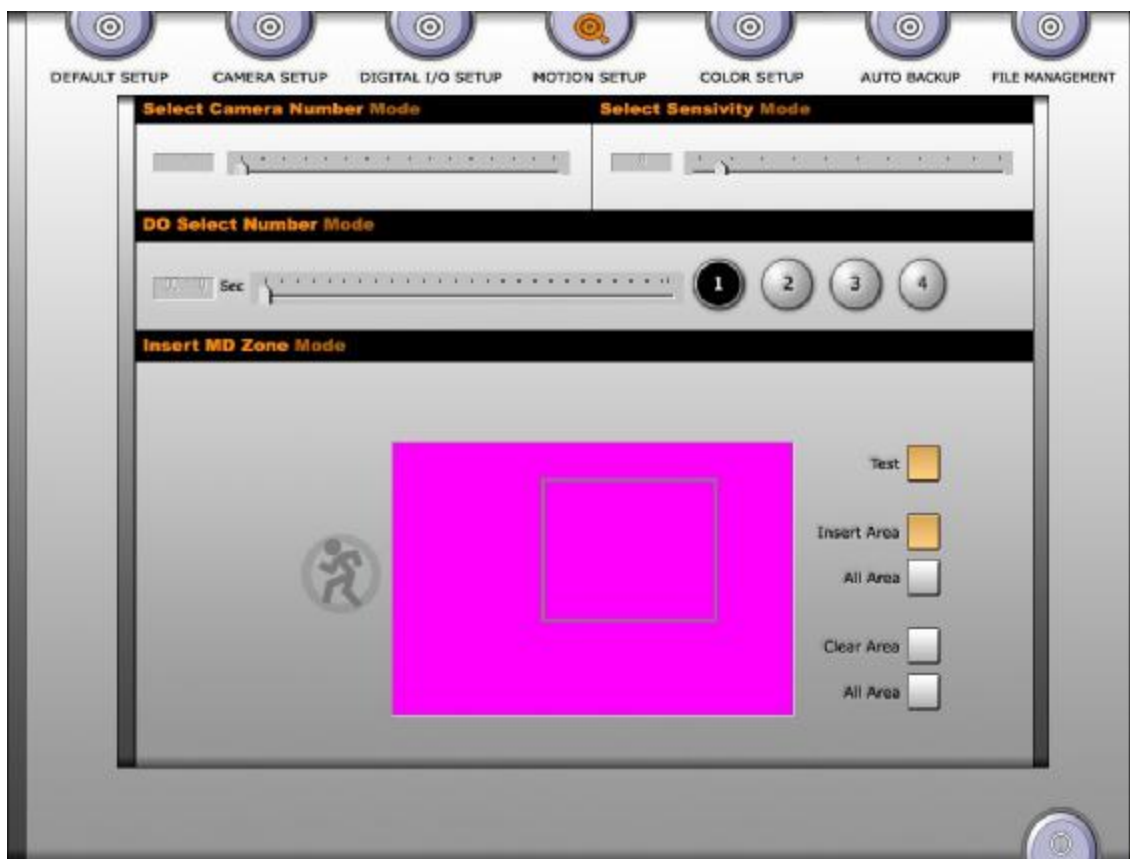 DEFAULT SETUP CAMERA SETUP DIGITAL I/O SETUP MOTION SETUP COLOR SETUP AUTO BACKUP FILE MANAGEMENT
Select Camera Number Mode Select Sensivity Mode
DO Select Number Mode
Sec 1 2 3 4
Insert MD Zone Mode
Test
Insert Area
All Area
Clear Area
All Area